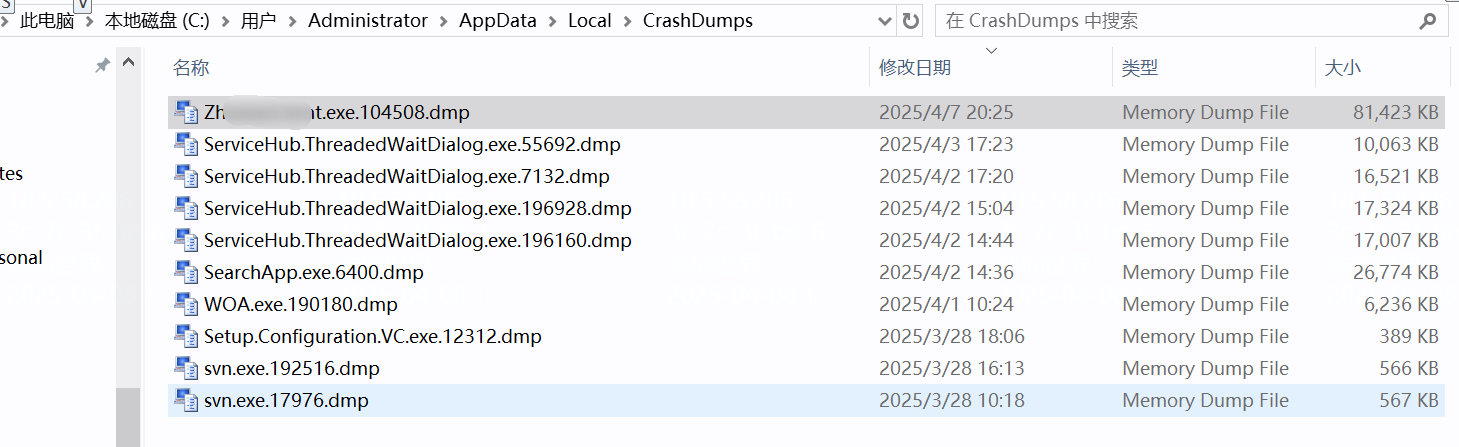 S V
此电脑 > 本地磁盘 (C:) > 用户 > Administrator > AppData > Local > CrashDumps 在 CrashDumps 中搜索
名称 修改日期 类型 大小
Zh t.exe.104508.dmp 2025/4/7 20:25 Memory Dump File 81,423 KB
ServiceHub.ThreadedWaitDialog.exe.55692.dmp 2025/4/3 17:23 Memory Dump File 10,063 KB
tes
ServiceHub.ThreadedWaitDialog.exe.7132.dmp 2025/4/2 17:20 Memory Dump File 16,521 KB
ServiceHub.ThreadedWaitDialog.exe.196928.dmp 2025/4/2 15:04 Memory Dump File 17,324 KB
ServiceHub.ThreadedWaitDialog.exe.196160.dmp 2025/4/2 14:44 Memory Dump File 17,007 KB
sonal
SearchApp.exe.6400.dmp 2025/4/2 14:36 Memory Dump File 26,774 KB
WOA.exe.190180.dmp 2025/4/1 10:24 Memory Dump File 6,236 KB
Setup.Configuration.VC.exe.12312.dmp 2025/3/28 18:06 Memory Dump File 389 KB
svn.exe.192516.dmp 2025/3/28 16:13 Memory Dump File 566 KB
svn.exe.17976.dmp 2025/3/28 10:18 Memory Dump File 567 KB